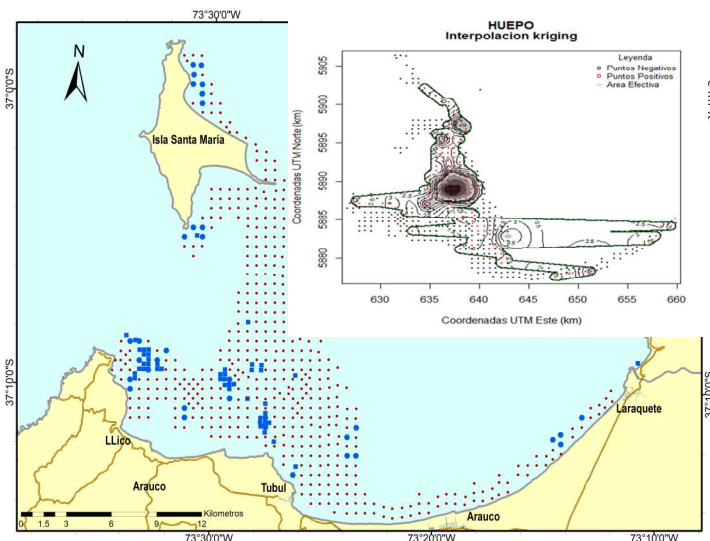 73°30'0"W
N
37°0'0"S
Isla Santa María
HUEPO
Interpolacion kriging
Leyenda
Puntos Negativos
Puntos Positivos
Area Efectiva
Coordenadas UTM Norte (km)
5905
5900
5895
5890
5885
5880
630 635 640 645 650 655 660
Coordenadas UTM Este (km)
37°10'0"S
37°10'0"S
Laraquete
LLico
Arauco
Tubul
Arauco
Kilometros
0 1.5 3 6 9 12
73°30'0"W 73°20'0"W 73°10'0"W